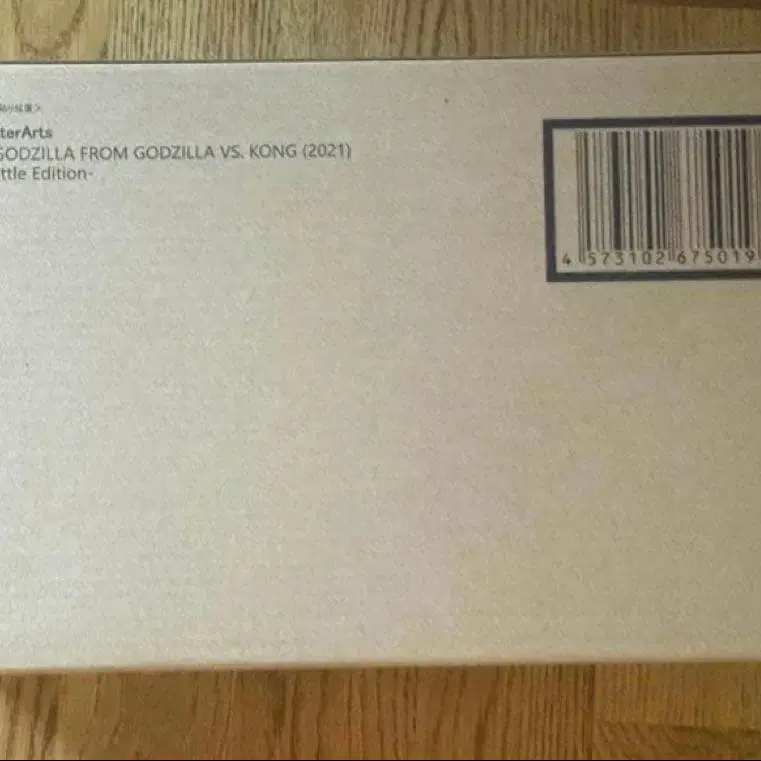 terArts
GODZILLA FROM GODZILLA VS. KONG (2021)
ttle Edition-
4 573102 675019